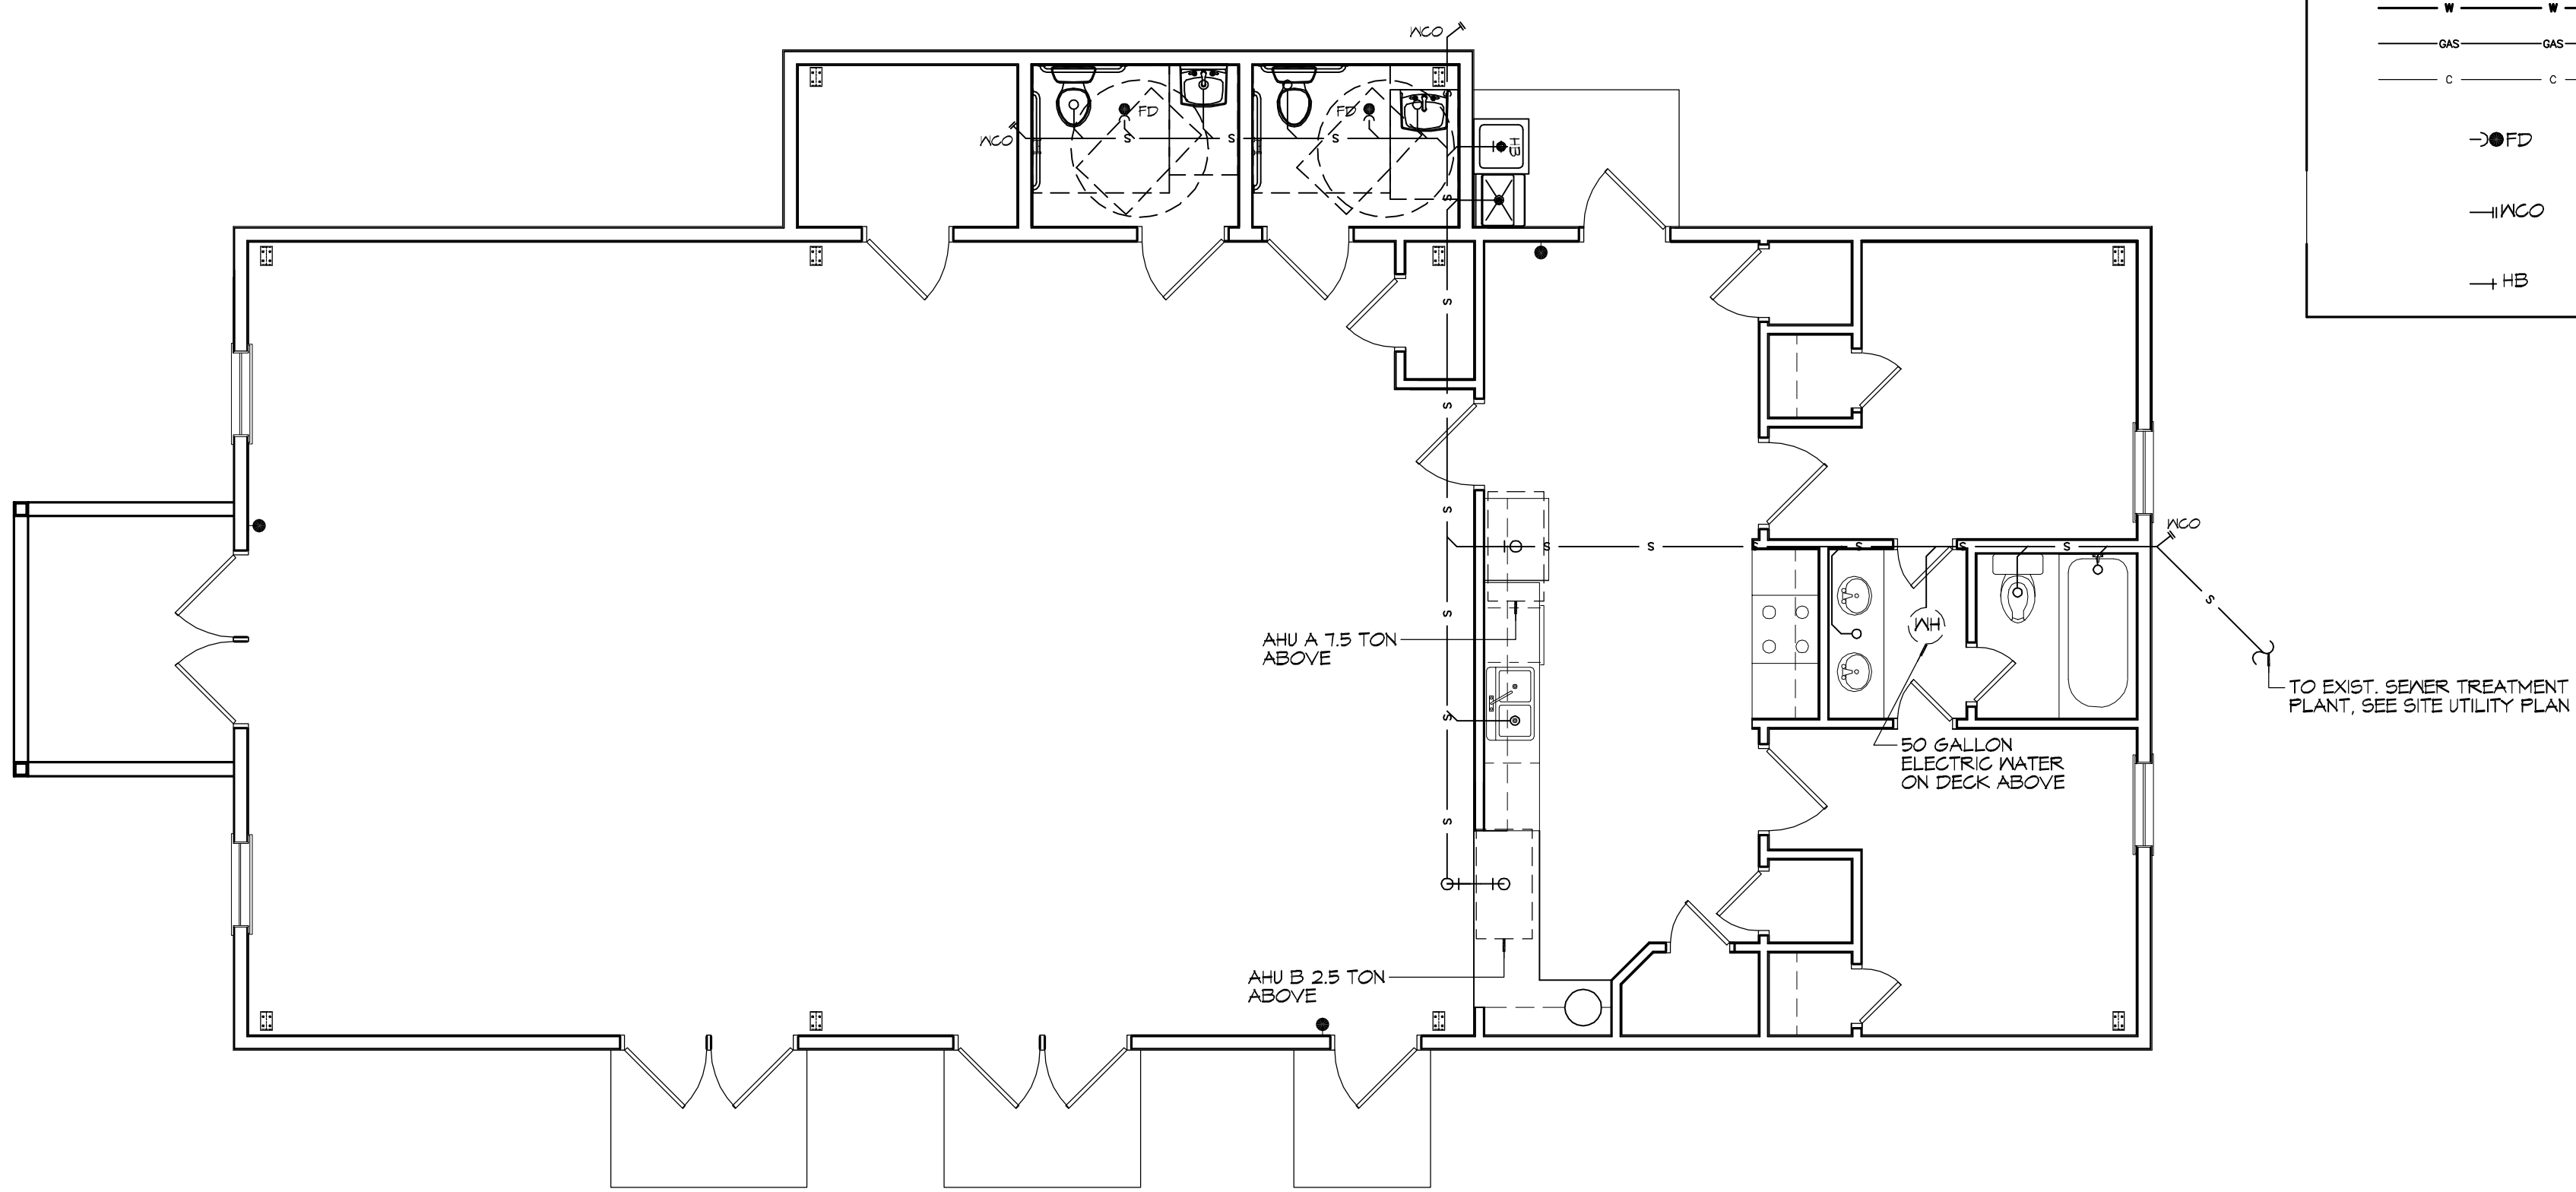 WCO
W W
GAS GAS
C C
FD
WCO
HB
WCO
FD
FD
HB
S S S
S
S
S
S
S
S
S
S
S
S S S S S S
WCO
S
AHU A 7.5 TON
ABOVE
WH
TO EXIST. SEWER TREATMENT
PLANT, SEE SITE UTILITY PLAN
50 GALLON
ELECTRIC WATER
ON DECK ABOVE
AHU B 2.5 TON
ABOVE